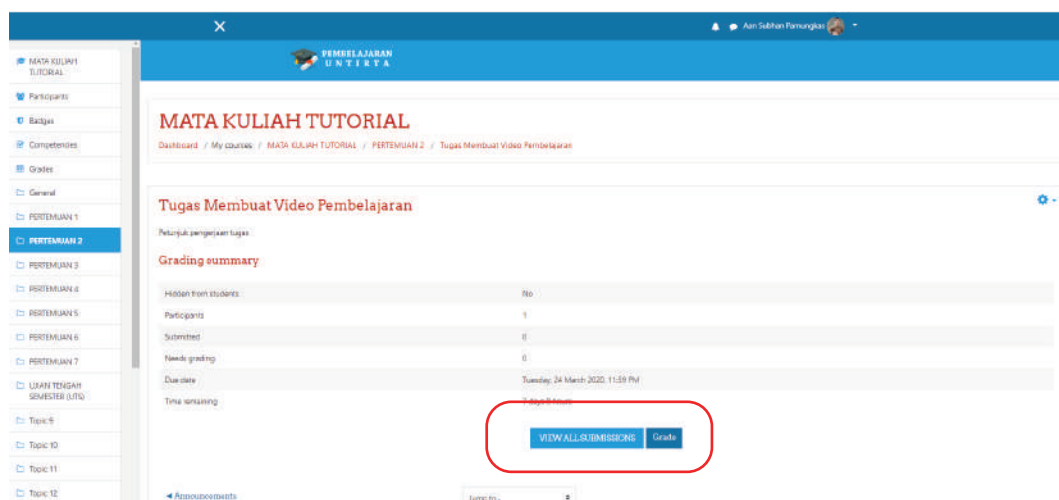 Aan Subhan Pamungkas
PEMBELAJARAN
UNTIRTA
MATA KULIAH
TUTORIAL
Participants
Badges
Competencies
Grades
General
PERTEMUAN 1
PERTEMUAN 2
PERTEMUAN 3
PERTEMUAN 4
PERTEMUAN 5
PERTEMUAN 6
PERTEMUAN 7
UJIAN TENGAH
SEMESTER (UTS)
Topic 9
Topic 10
Topic 11
Topic 12
MATA KULIAH TUTORIAL
Dashboard / My courses / MATA KULIAH TUTORIAL / PERTEMUAN 2 / Tugas Membuat Video Pembelajaran
Tugas Membuat Video Pembelajaran
Petunjuk pengerjaan tugas
Grading summary
Hidden from students No
Participants 1
Submitted 0
Needs grading 0
Due date Tuesday, 24 March 2020, 11:59 PM
Time remaining 7 days hours
VIEW ALL SUBMISSIONS Grade
◄ Announcements
Jump to...